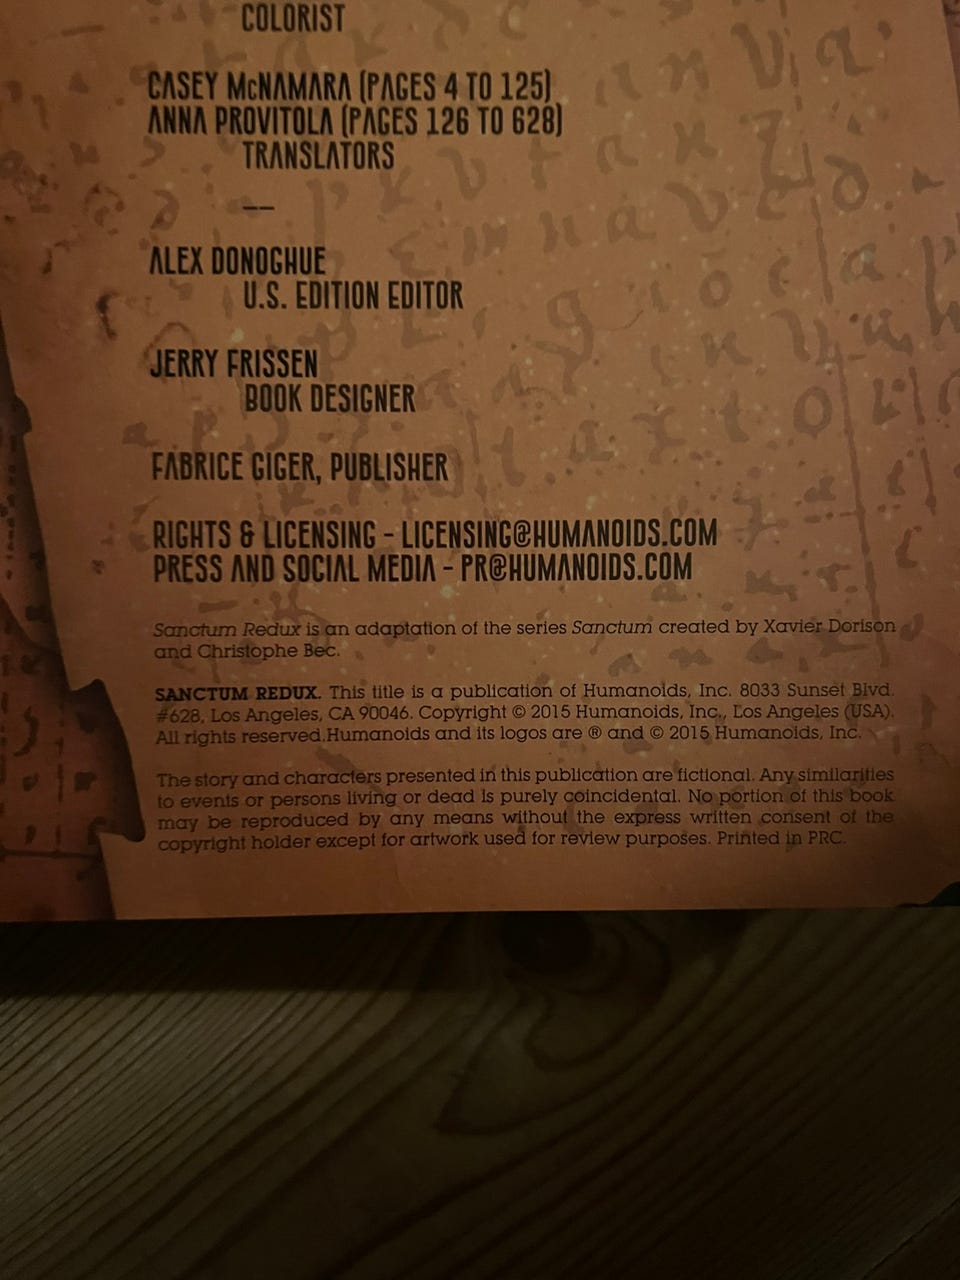 COLORIST
CASEY McNAMARA (PAGES 4 TO 125)
ANNA PROVITOLA (PAGES 126 TO 628)
TRANSLATORS
—
ALEX DONOGHUE
U.S. EDITION EDITOR
JERRY FRISSEN
BOOK DESIGNER
FABRICE GIGER, PUBLISHER
RIGHTS & LICENSING - LICENSING@HUMANOIDS.COM
PRESS AND SOCIAL MEDIA - PR@HUMANOIDS.COM
Sanctum Redux is an adaptation of the series Sanctum created by Xavier Dorison
and Christophe Bec.
SANCTUM REDUX. This title is a publication of Humanoids, Inc. 8033 Sunset Blvd.
#628, Los Angeles, CA 90046. Copyright © 2015 Humanoids, Inc., Los Angeles (USA).
All rights reserved.Humanoids and its logos are ® and © 2015 Humanoids, Inc.
The story and characters presented in this publication are fictional. Any similarities
to events or persons living or dead is purely coincidental. No portion of this book
may be reproduced by any means without the express written consent of the
copyright holder except for artwork used for review purposes. Printed in PRC.